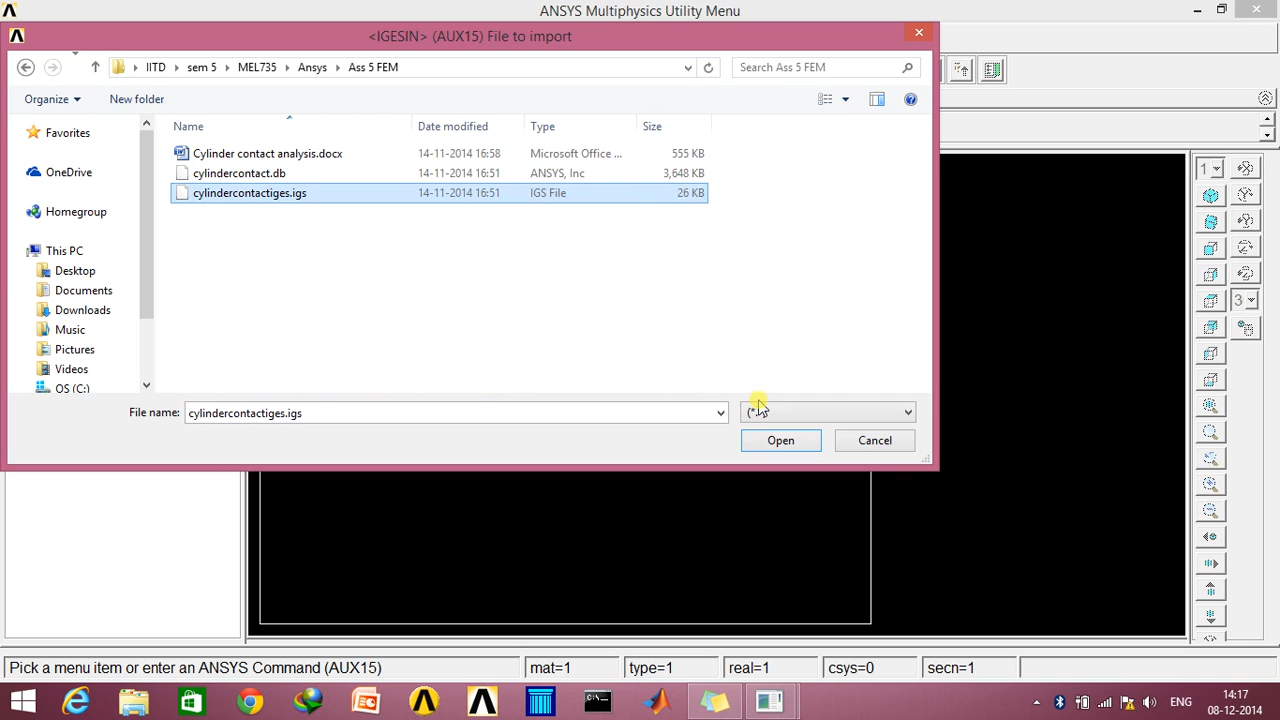 ANSYS Multiphysics Utility Menu
<IGESIN> (AUX15) File to import
IITD sem 5 MEL735 Ansys Ass 5 FEM
Search Ass 5 FEM
Organize New folder
Name Date modified Type Size
Cylinder contact analysis.docx 14-11-2014 16:58 Microsoft Office ... 555 KB
cylindercontact.db 14-11-2014 16:51 ANSYS, Inc 3,648 KB
cylindercontactiges.igs 14-11-2014 16:51 IGS File 26 KB
Favorites
OneDrive
Homegroup
This PC
Desktop
Documents
Downloads
Music
Pictures
Videos
OS (C:)
File name: cylindercontactiges.igs
Open Cancel
1
3
Pick a menu item or enter an ANSYS Command (AUX15) mat=1 type=1 real=1 csys=0 secn=1
ENG
14:17
08-12-2014